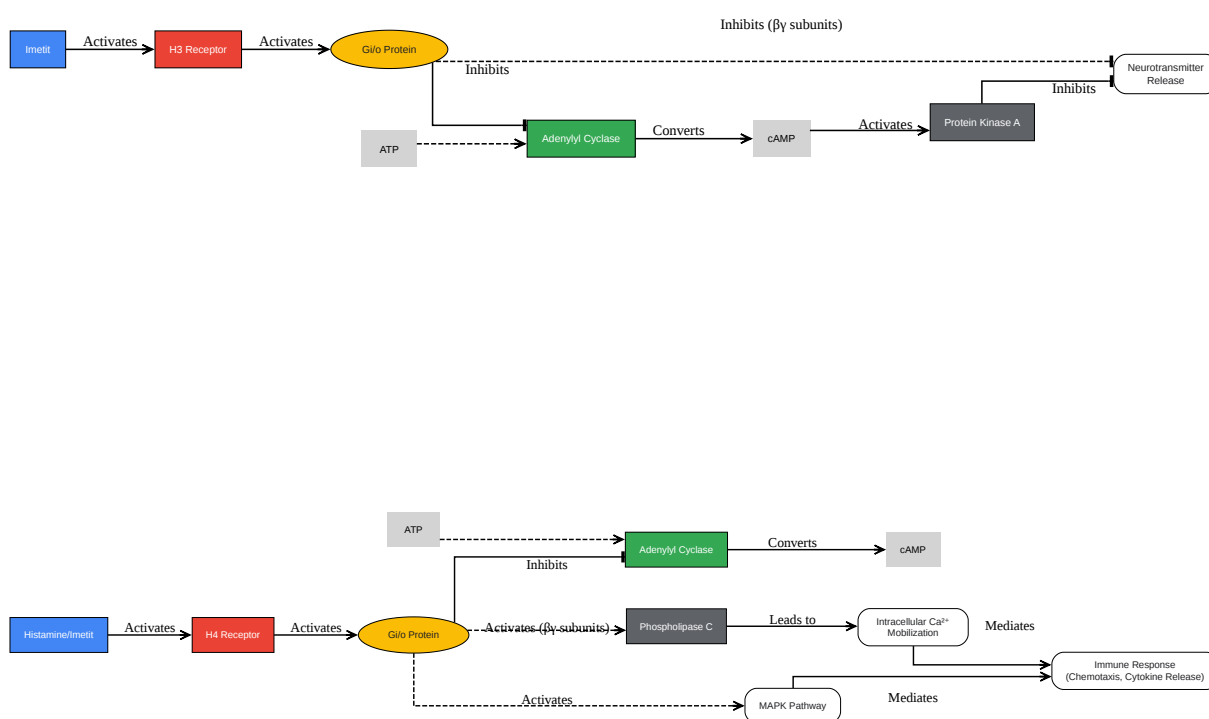 Inhibits (βγ subunits)
Imetit
Activates
H3 Receptor
Activates
Gi/o Protein
Inhibits
Neurotransmitter
Release
Inhibits
ATP
Adenylyl Cyclase
Converts
cAMP
Activates
Protein Kinase A
ATP
Inhibits
Adenylyl Cyclase
Converts
cAMP
Histamine/Imetit
Activates
H4 Receptor
Activates
Gi/o Protein
Activates (βγ subunits)
Phospholipase C
Leads to
Intracellular Ca²⁺
Mobilization
Mediates
Immune Response
(Chemotaxis, Cytokine Release)
Activates
MAPK Pathway
Mediates